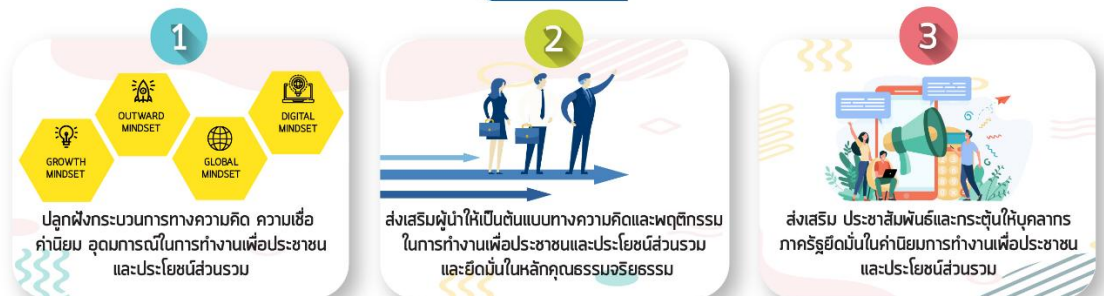 1
OUTWARD
MINDSET
DIGITAL
MINDSET
GROWTH
MINDSET
GLOBAL
MINDSET
ปลูกฝังกระบวนการทางความคิด ความเชื่อ
ค่านิยม อุดมการณ์ในการทำงานเพื่อประชาชน
และประโยชน์ส่วนรวม
2
ส่งเสริมผู้นำให้เป็นต้นแบบทางความคิดและพฤติกรรม
ในการทำงานเพื่อประชาชนและประโยชน์ส่วนรวม
และยึดมั่นในหลักคุณธรรมจริยธรรม
3
ส่งเสริม ประชาสัมพันธ์และกระตุ้นให้บุคลากร
ภาครัฐยึดมั่นในค่านิยมการทำงานเพื่อประชาชน
และประโยชน์ส่วนรวม